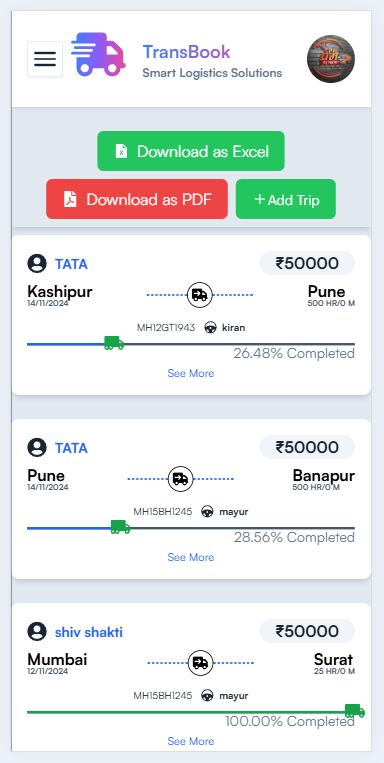 TransBook
Smart Logistics Solutions
Download as Excel
Download as PDF
+Add Trip
TATA
₹50000
Kashipur
Pune
14/11/2024
500 HR/0 M
MH12GT1943 kiran
26.48% Completed
See More
TATA
₹50000
Pune
Banapur
14/11/2024
500 HR/0 M
MH15BH1245 mayur
28.56% Completed
See More
shiv shakti
₹50000
Mumbai
Surat
12/11/2024
25 HR/0 M
MH15BH1245 mayur
100.00% Completed
See More